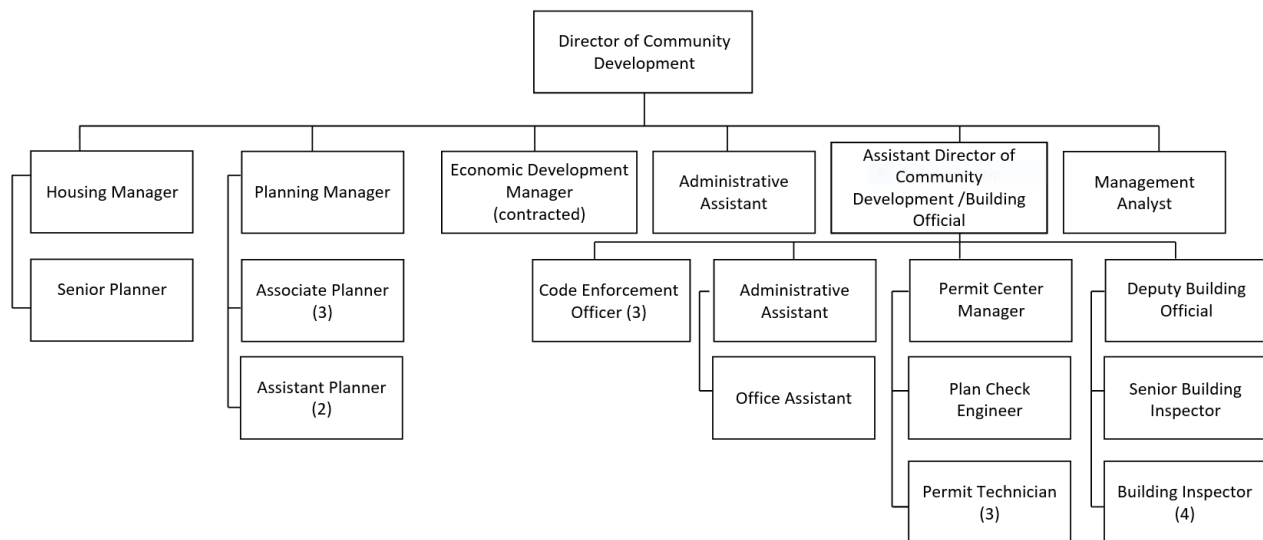 Director of Community
Development
Housing Manager
Planning Manager
Economic Development
Manager
(contracted)
Administrative
Assistant
Assistant Director of
Community
Development /Building
Official
Management
Analyst
Senior Planner
Associate Planner
(3)
Code Enforcement
Officer (3)
Administrative
Assistant
Permit Center
Manager
Deputy Building
Official
Assistant Planner
(2)
Office Assistant
Plan Check
Engineer
Senior Building
Inspector
Permit Technician
(3)
Building Inspector
(4)